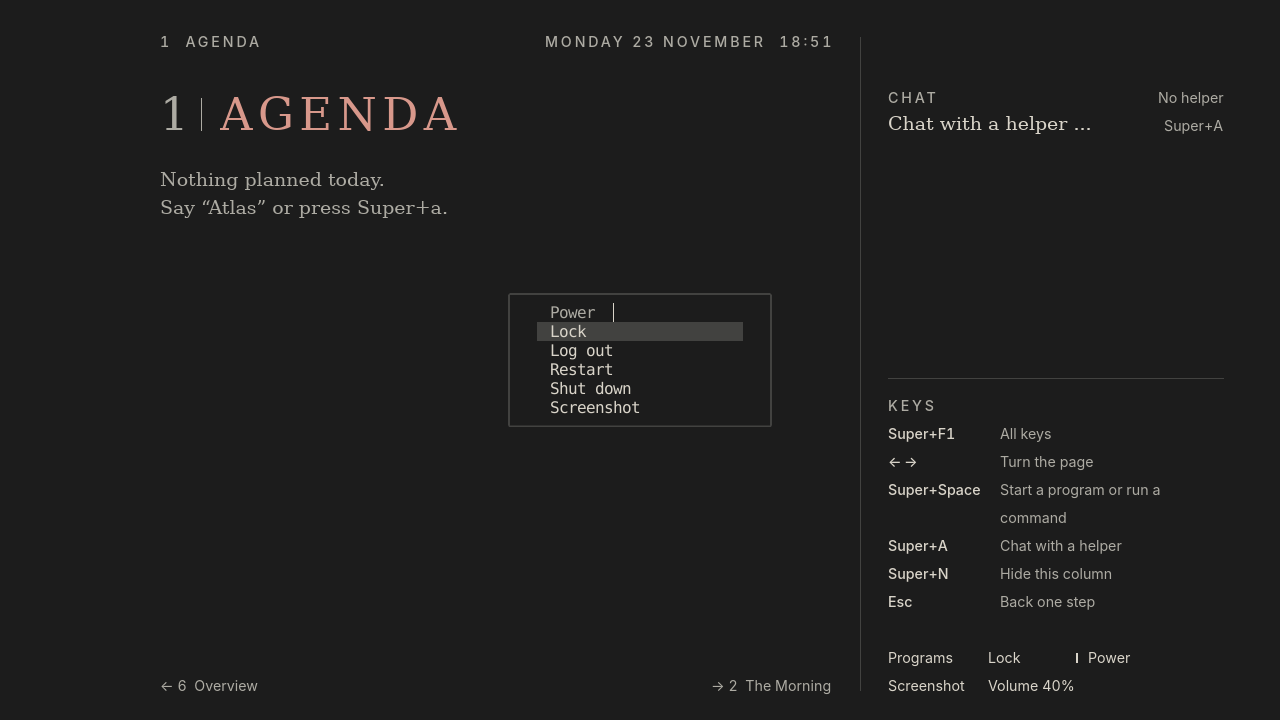 1 AGENDA
MONDAY 23 NOVEMBER 18:51
1 AGENDA
Nothing planned today.
Say “Atlas” or press Super+a.
Power
Lock
Log out
Restart
Shut down
Screenshot
← 6 Overview
→ 2 The Morning
CHAT No helper
Chat with a helper ... Super+A
KEYS
Super+F1 All keys
← → Turn the page
Super+Space Start a program or run a
command
Super+A Chat with a helper
Super+N Hide this column
Esc Back one step
Programs Lock Power
Screenshot Volume 40%